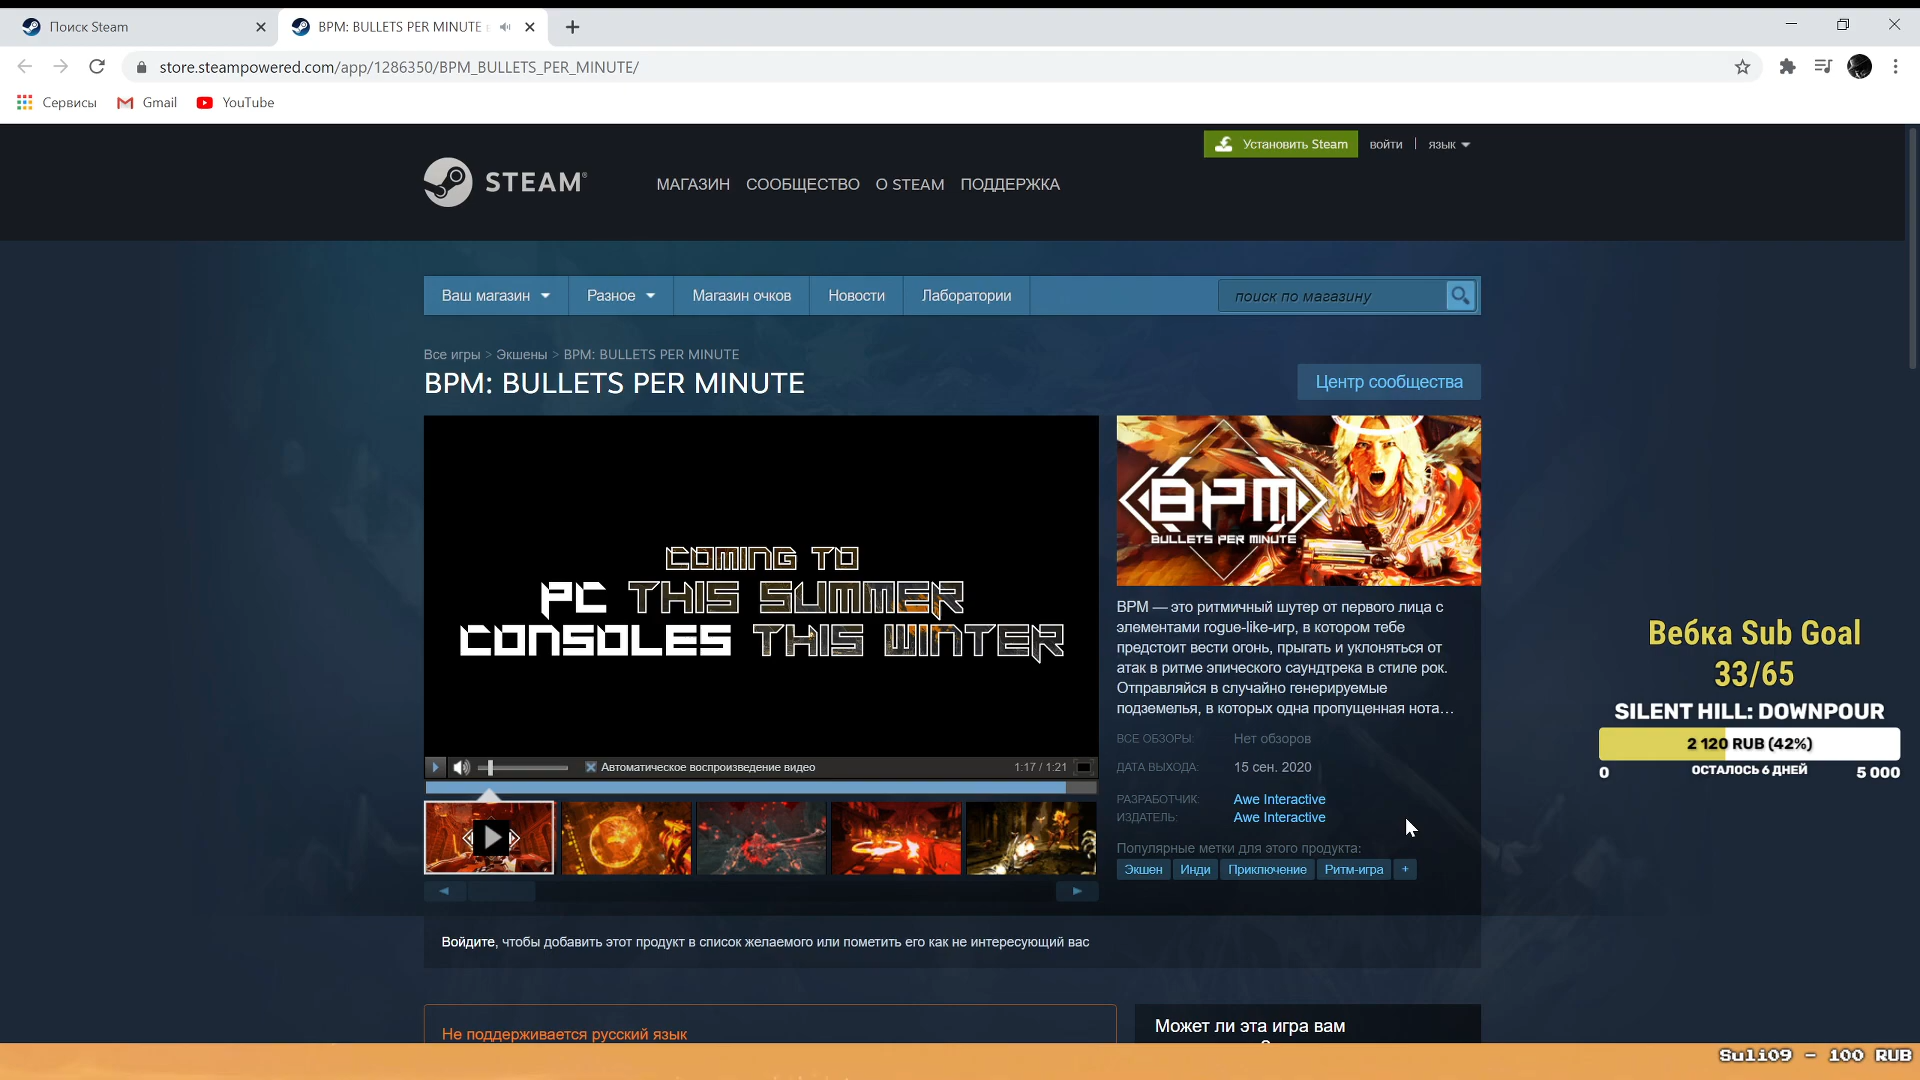 Поиск Steam
BPM: BULLETS PER MINUTE
store.steampowered.com/app/1286350/BPM_BULLETS_PER_MINUTE/
Сервисы
Gmail
YouTube
Установить Steam
войти
язык
STEAM
МАГАЗИН
СООБЩЕСТВО
О STEAM
ПОДДЕРЖКА
Ваш магазин
Разное
Магазин очков
Новости
Лаборатории
поиск по магазину
Все игры > Экшены > BPM: BULLETS PER MINUTE
BPM: BULLETS PER MINUTE
Центр сообщества
COMING TO
PC THIS SUMMER
CONSOLES THIS WINTER
Автоматическое воспроизведение видео
1:17 / 1:21
BPM
BULLETS PER MINUTE
BPM — это ритмичный шутер от первого лица с
элементами rogue-like-игр, в котором тебе
предстоит вести огонь, прыгать и уклоняться от
атак в ритме эпического саундтрека в стиле рок.
Отправляйся в случайно генерируемые
подземелья, в которых одна пропущенная нота…
ВСЕ ОБЗОРЫ: Нет обзоров
ДАТА ВЫХОДА: 15 сен. 2020
РАЗРАБОТЧИК: Awe Interactive
ИЗДАТЕЛЬ: Awe Interactive
Популярные метки для этого продукта:
Экшен
Инди
Приключение
Ритм-игра
+
Войдите, чтобы добавить этот продукт в список желаемого или пометить его как не интересующий вас
Не поддерживается русский язык
Может ли эта игра вам
Вебка Sub Goal
33/65
SILENT HILL: DOWNPOUR
2 120 RUB (42%)
0
ОСТАЛОСЬ 6 ДНЕЙ
5 000
Suli09 - 100 RUB